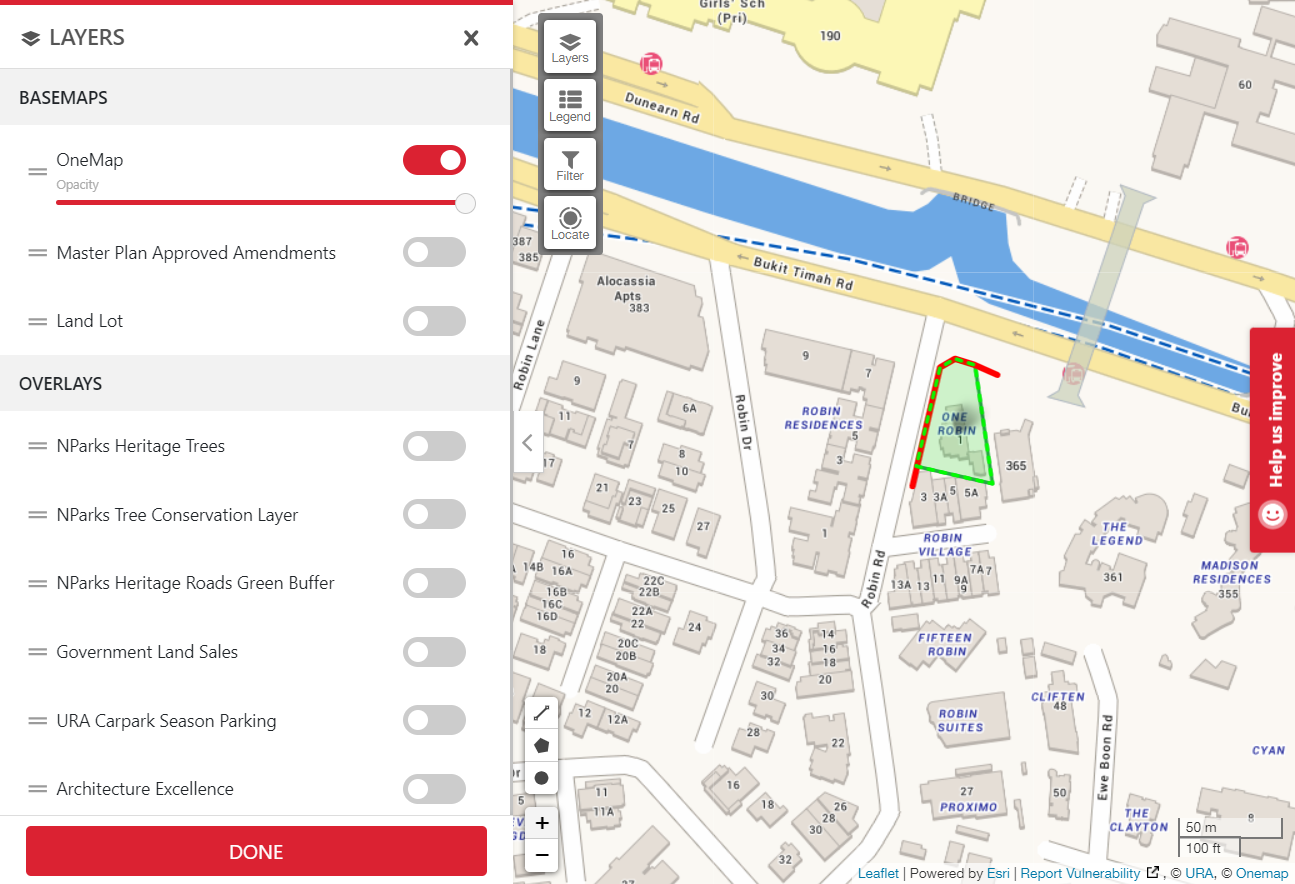 LAYERS
BASEMAPS
OneMap
Opacity
Master Plan Approved Amendments
Land Lot
OVERLAYS
NParks Heritage Trees
NParks Tree Conservation Layer
NParks Heritage Roads Green Buffer
Government Land Sales
URA Carpark Season Parking
Architecture Excellence
DONE
Layers
Legend
Filter
Locate
Girls' Sch
(Pri)
190
60
Dunearn Rd
BRIDGE
387
385
Bukit Timah Rd
Alocassia
Apts
383
Robin Lane
9
7
9
11
6A
ROBIN
RESIDENCES
5
ONE
ROBIN
1
Robin Dr
7
8
10
3
365
17
21
23
25
27
3
3A
5
5A
1
ROBIN
VILLAGE
THE
LEGEND
361
MADISON
RESIDENCES
355
Robin Rd
16
14B
16A
16B
16C
16D
22C
22B
22A
22
24
13A
13
11
9A
9
7A
7
18
20C
20B
20A
20
36
34
32
14
16
18
20
FIFTEEN
ROBIN
12
12A
30
28
22
ROBIN
SUITES
CLIFTEN
48
Ewe Boon Rd
CYAN
5
11
11A
16
18
26
28
30
32
27
PROXIMO
50
THE
CLAYTON
8
+
−
50 m
100 ft
Help us improve
Leaflet | Powered by Esri | Report Vulnerability , © URA, © Onemap